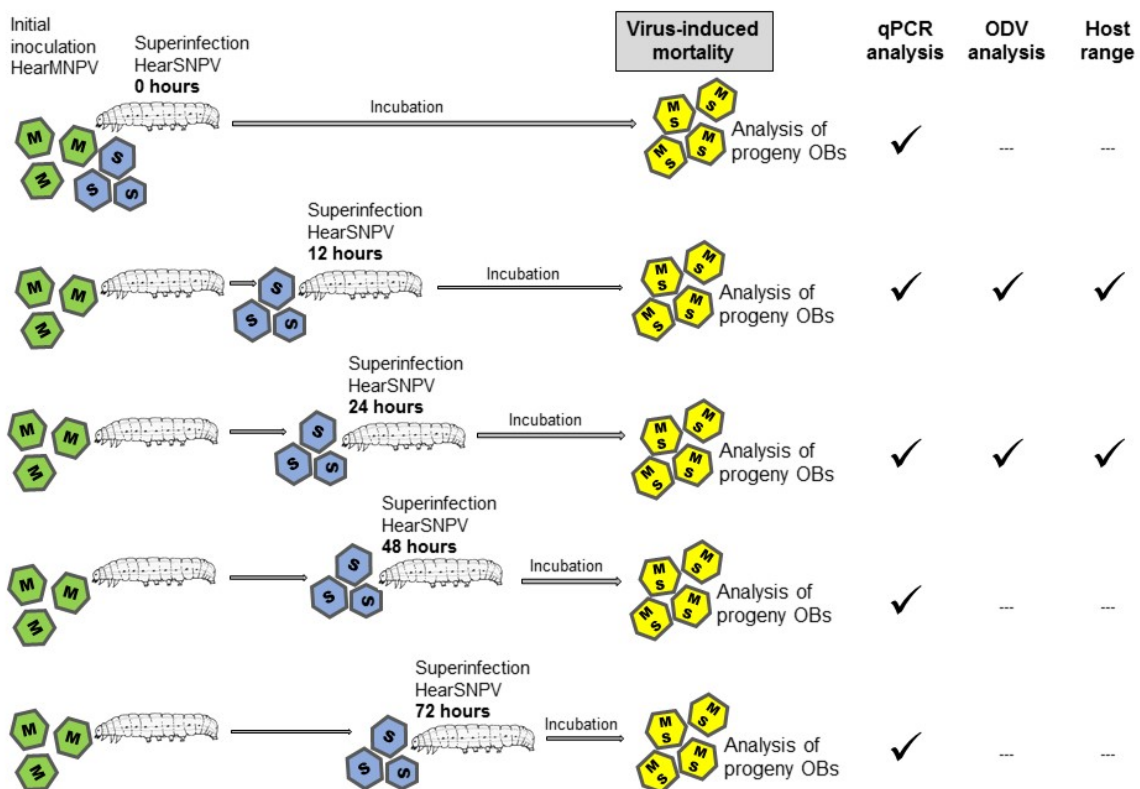 Initial
inoculation
HearMNPV
Superinfection
HearSNPV
0 hours
Virus-induced
mortality
qPCR
analysis
ODV
analysis
Host
range
M
M
M
S
S
S
Incubation
M
S
M
S
M
S
M
S
Analysis of
progeny OBs
✓
---
---
Superinfection
HearSNPV
12 hours
M
M
M
S
S
S
Incubation
M
S
M
S
M
S
M
S
Analysis of
progeny OBs
✓
✓
✓
Superinfection
HearSNPV
24 hours
M
M
M
S
S
S
Incubation
M
S
M
S
M
S
M
S
Analysis of
progeny OBs
✓
✓
✓
Superinfection
HearSNPV
48 hours
M
M
M
S
S
S
Incubation
M
S
M
S
M
S
M
S
Analysis of
progeny OBs
✓
---
---
Superinfection
HearSNPV
72 hours
M
M
M
S
S
S
Incubation
M
S
M
S
M
S
M
S
Analysis of
progeny OBs
✓
---
---